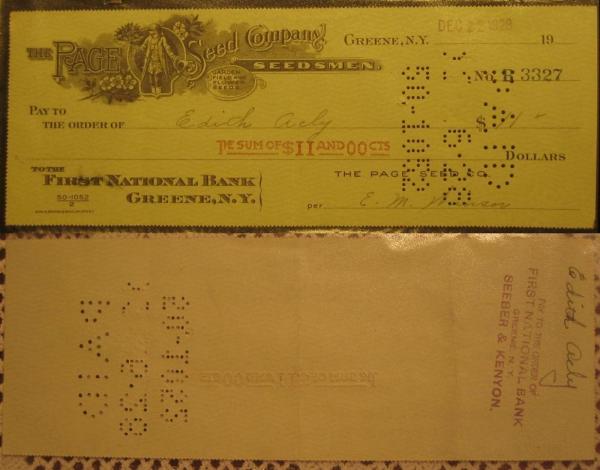 DEC 22 1928
THE PAGE Seed Company
GREENE, N.Y. 19
SEEDSMEN.
GARDEN FIELD AND FLOWER SEEDS
No. B 3327
PAY TO
THE ORDER OF Edith Acly $11
THE SUM OF $11 AND 00 CTS
DOLLARS
TO THE
FIRST NATIONAL BANK
THE PAGE SEED CO.
50-1052
2
GREENE, N.Y.
per E. M.
PAID
Edith Acly
PAY TO THE ORDER OF
FIRST NATIONAL BANK
GREENE, N.Y.
SEEBER & KENYON.